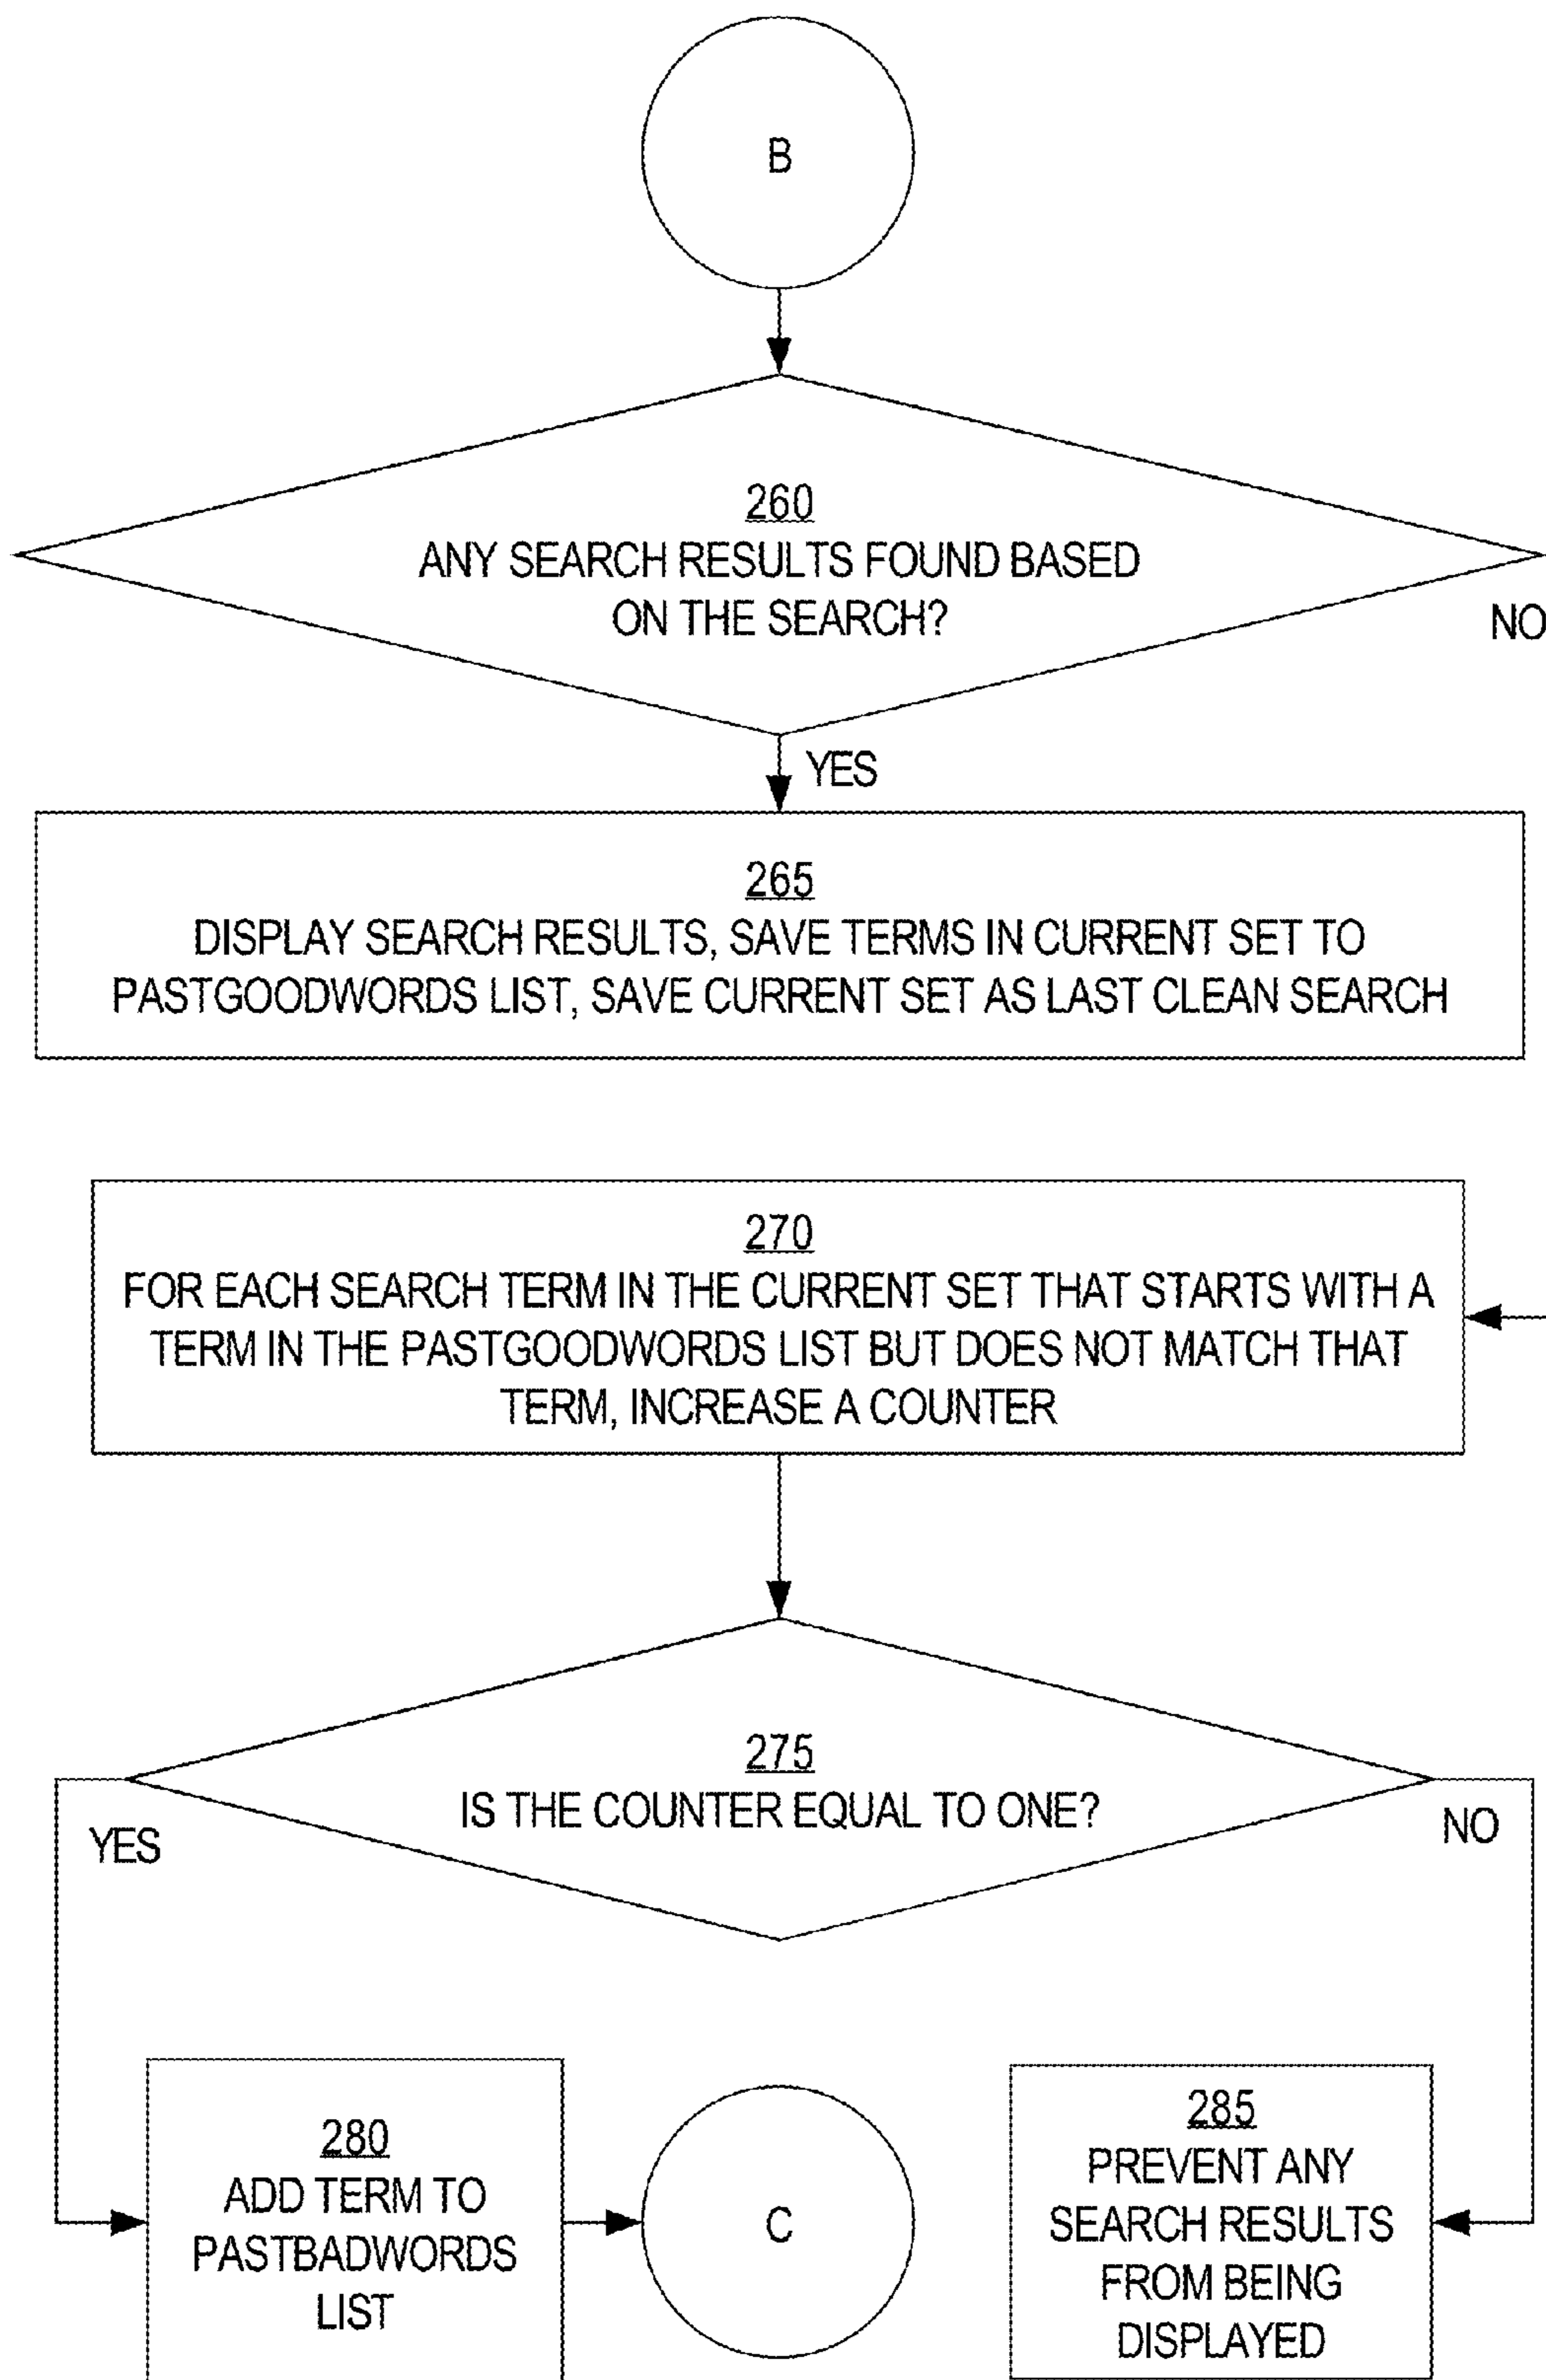 B
260
ANY SEARCH RESULTS FOUND BASED
ON THE SEARCH?
NO
YES
265
DISPLAY SEARCH RESULTS, SAVE TERMS IN CURRENT SET TO
PASTGOODWORDS LIST, SAVE CURRENT SET AS LAST CLEAN SEARCH
270
FOR EACH SEARCH TERM IN THE CURRENT SET THAT STARTS WITH A
TERM IN THE PASTGOODWORDS LIST BUT DOES NOT MATCH THAT
TERM, INCREASE A COUNTER
275
IS THE COUNTER EQUAL TO ONE?
YES
NO
280
ADD TERM TO
PASTBADWORDS
LIST
C
285
PREVENT ANY
SEARCH RESULTS
FROM BEING
DISPLAYED